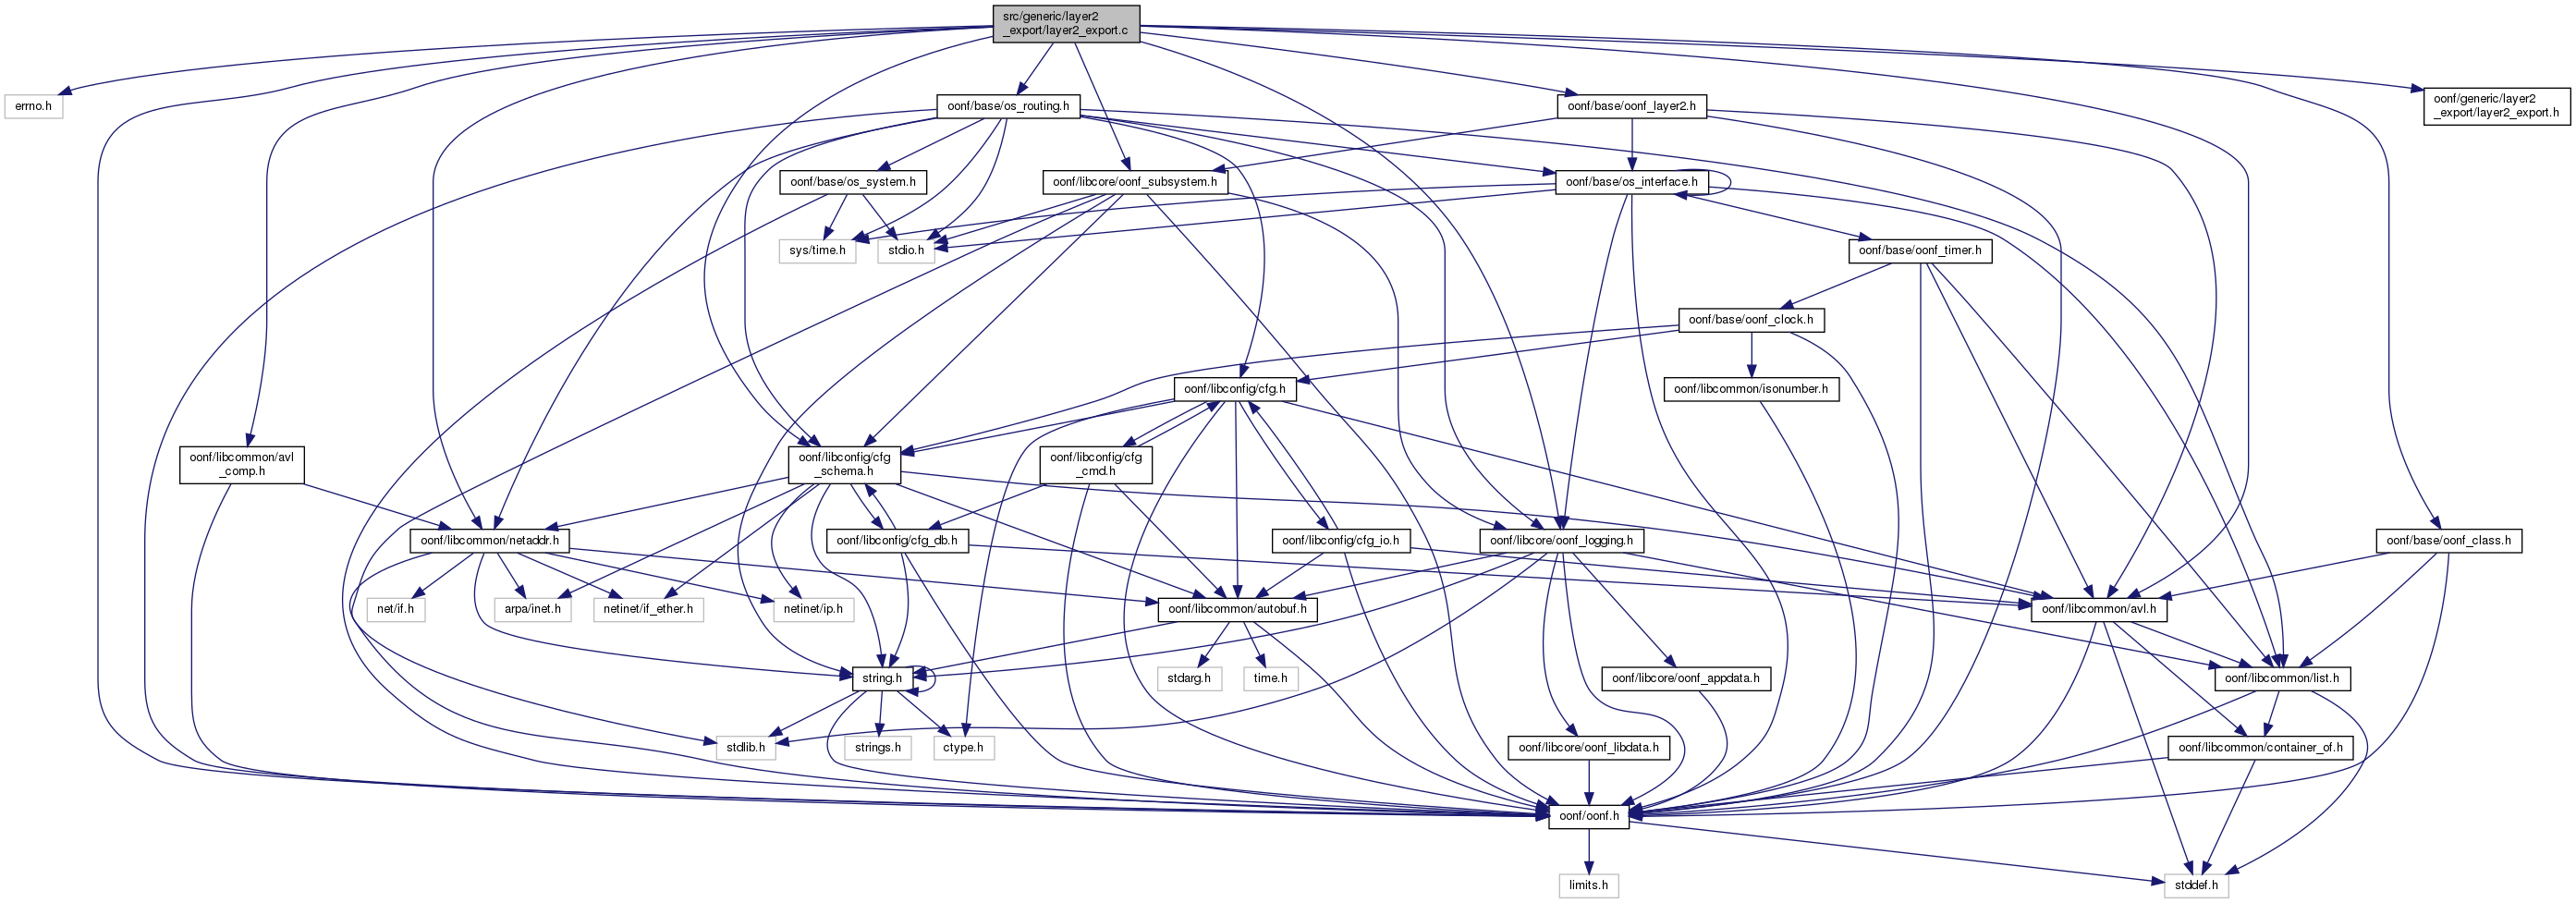 src/generic/layer2
_export/layer2_export.c
errno.h
oonf/base/os_routing.h
oonf/base/oonf_layer2.h
oonf/generic/layer2
_export/layer2_export.h
oonf/base/os_system.h
oonf/libcore/oonf_subsystem.h
oonf/base/os_interface.h
sys/time.h
stdio.h
oonf/base/oonf_timer.h
oonf/base/oonf_clock.h
oonf/libconfig/cfg.h
oonf/libcommon/isonumber.h
oonf/libcommon/avl
_comp.h
oonf/libconfig/cfg
_schema.h
oonf/libconfig/cfg
_cmd.h
oonf/libcommon/netaddr.h
oonf/libconfig/cfg_db.h
oonf/libconfig/cfg_io.h
oonf/libcore/oonf_logging.h
oonf/base/oonf_class.h
net/if.h
arpa/inet.h
netinet/if_ether.h
netinet/ip.h
oonf/libcommon/autobuf.h
oonf/libcommon/avl.h
string.h
stdarg.h
time.h
oonf/libcore/oonf_appdata.h
oonf/libcommon/list.h
stdlib.h
strings.h
ctype.h
oonf/libcore/oonf_libdata.h
oonf/libcommon/container_of.h
oonf/oonf.h
limits.h
stddef.h